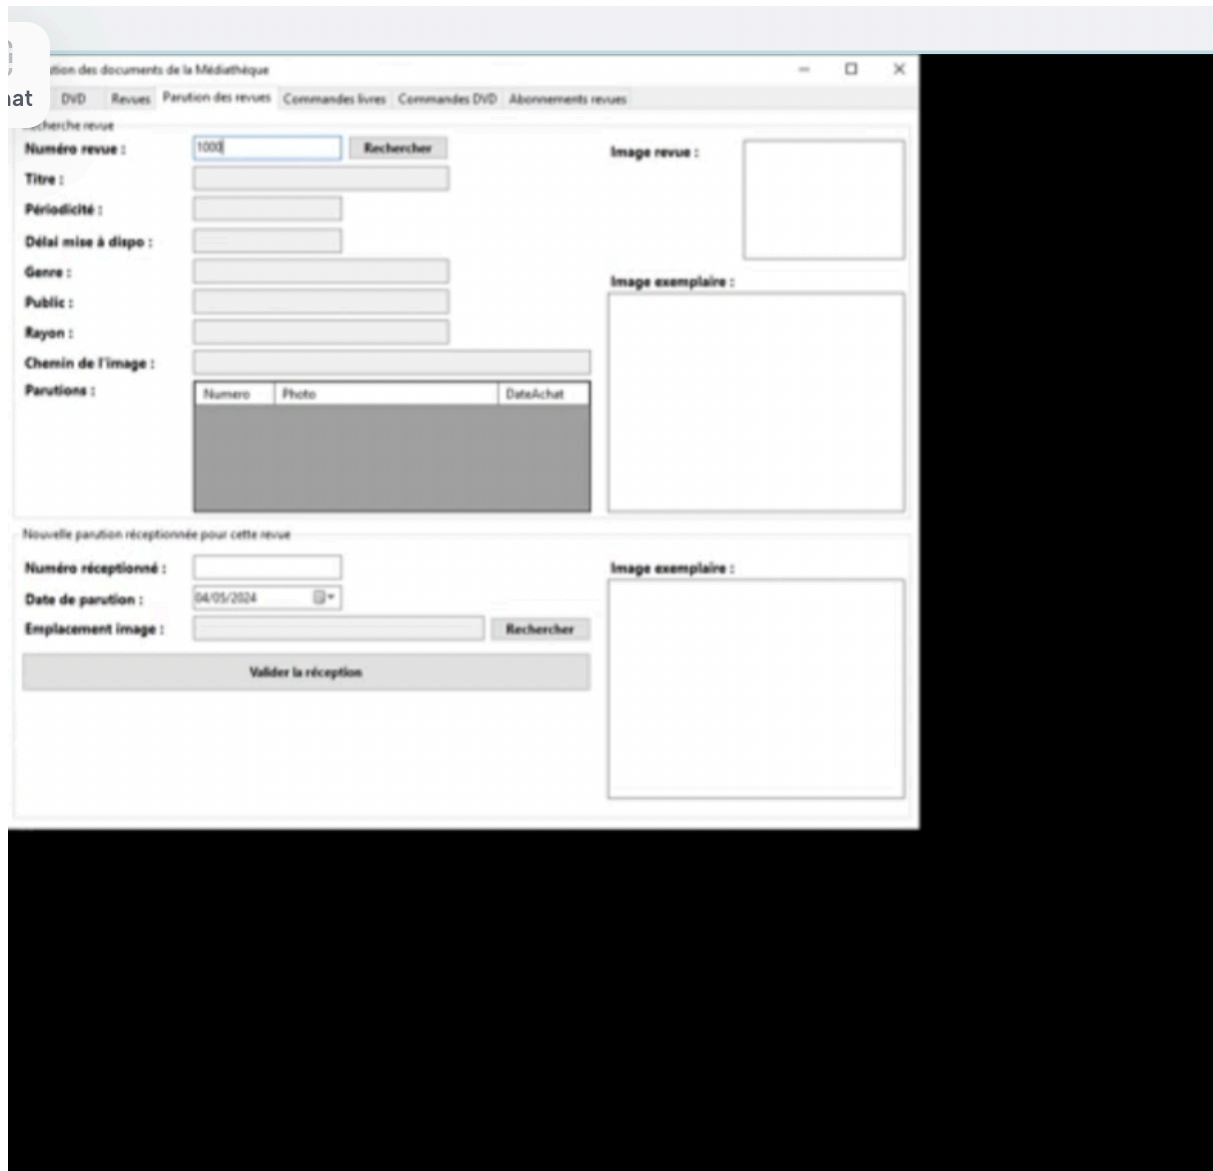 nat
tion des documents de la Médiathèque
DVD Revues Parution des revues Commandes livres Commandes DVD Abonnements revues
cherche revue
Numéro revue : 1000 Rechercher Image revue :
Titre :
Périodicité :
Délai mise à dispo :
Genre :
Image exemplaire :
Public :
Rayon :
Chemin de l'image :
Parutions : Numero Photo DateAchat
Nouvelle parution réceptionnée pour cette revue
Numéro réceptionné : Image exemplaire :
Date de parution : 04/05/2024
Emplacement image : Rechercher
Valider la réception